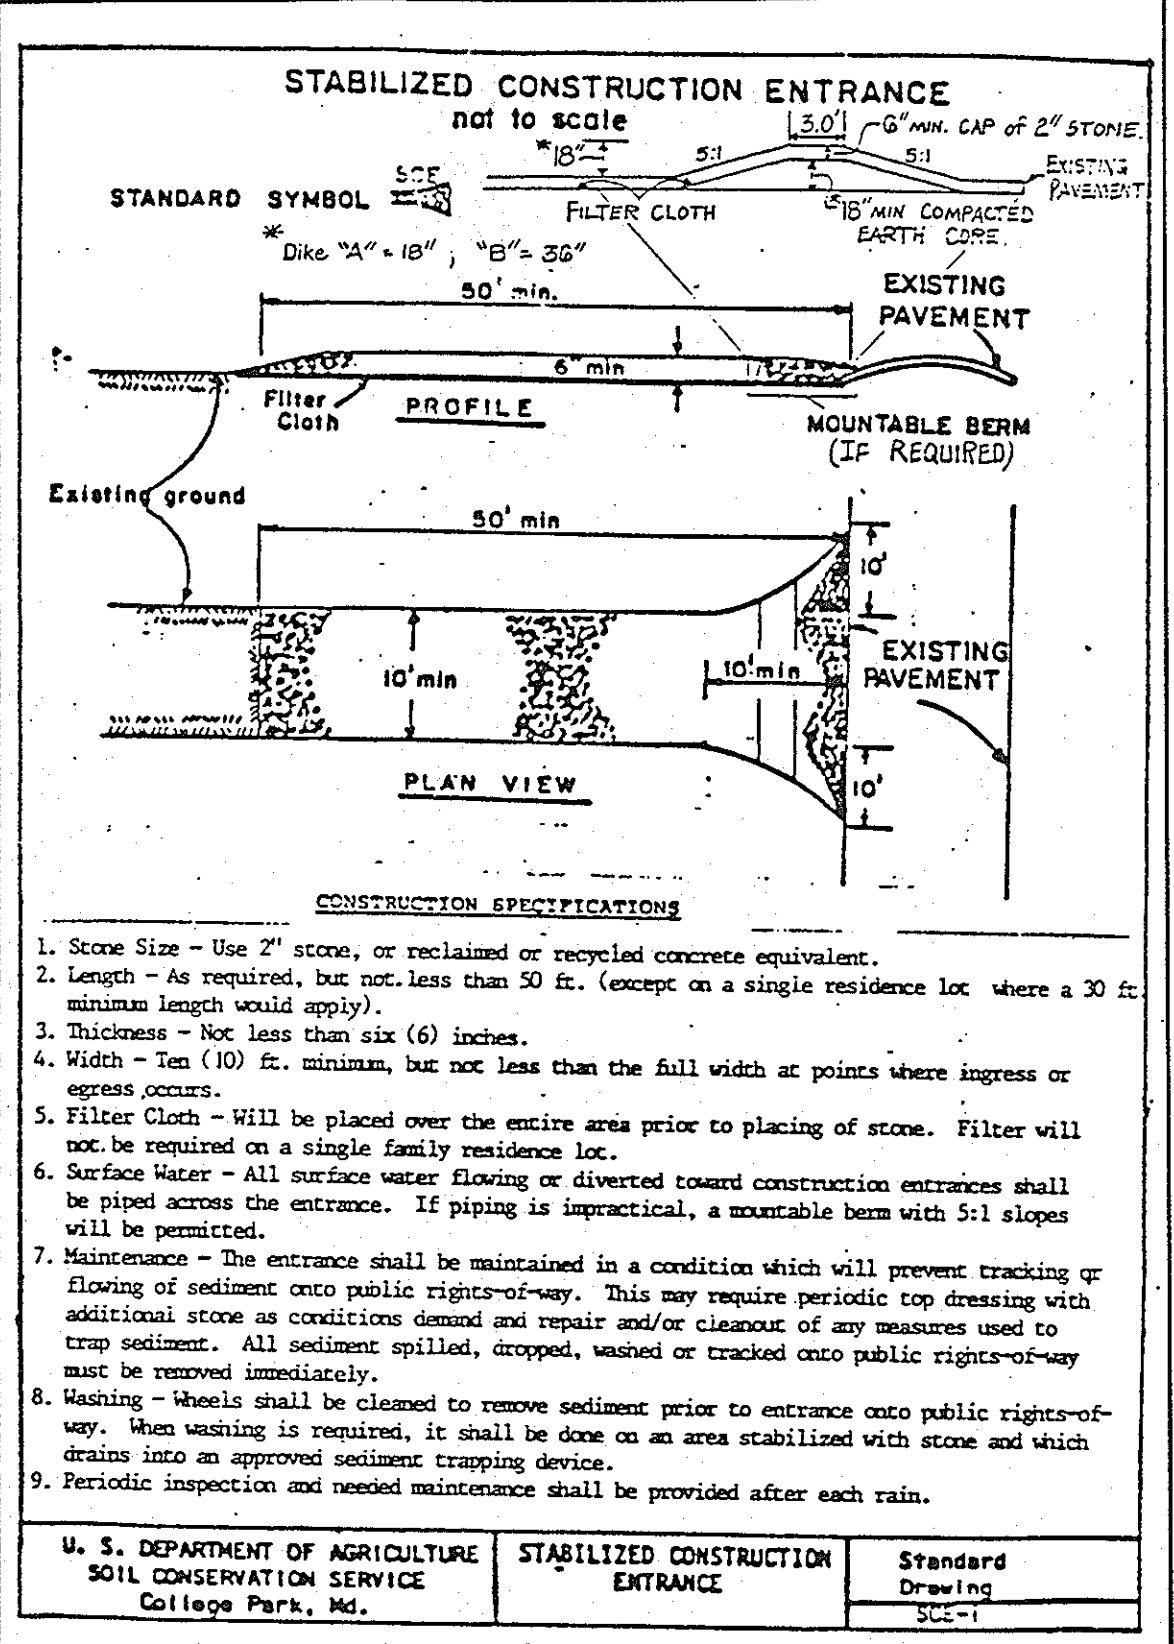 STABILIZED CONSTRUCTION ENTRANCE
not to scale
3.0'
6" MIN. CAP of 2" STONE.
*18"
5:1
5:1
EXISTING
PAVEMENT
STANDARD SYMBOL
SCE
FILTER CLOTH
*18" MIN COMPACTED
EARTH CORE.
*
Dike "A" = 18" ; "B" = 36"
50' min.
EXISTING
PAVEMENT
6" min
Filter
Cloth
PROFILE
MOUNTABLE BERM
(IF REQUIRED)
Existing ground
50' min
10'
10' min
10' min
EXISTING
PAVEMENT
10'
PLAN VIEW
CONSTRUCTION SPECIFICATIONS
1. Stone Size - Use 2" stone, or reclaimed or recycled concrete equivalent.
2. Length - As required, but not less than 50 ft. (except on a single residence lot where a 30 ft.
minimum length would apply).
3. Thickness - Not less than six (6) inches.
4. Width - Ten (10) ft. minimum, but not less than the full width at points where ingress or
egress occurs.
5. Filter Cloth - Will be placed over the entire area prior to placing of stone. Filter will
not be required on a single family residence lot.
6. Surface Water - All surface water flowing or diverted toward construction entrances shall
be piped across the entrance. If piping is impractical, a mountable berm with 5:1 slopes
will be permitted.
7. Maintenance - The entrance shall be maintained in a condition which will prevent tracking or
flowing of sediment onto public rights-of-way. This may require periodic top dressing with
additional stone as conditions demand and repair and/or cleanout of any measures used to
trap sediment. All sediment spilled, dropped, washed or tracked onto public rights-of-way
must be removed immediately.
8. Washing - Wheels shall be cleaned to remove sediment prior to entrance onto public rights-of-
way. When washing is required, it shall be done on an area stabilized with stone and which
drains into an approved sediment trapping device.
9. Periodic inspection and needed maintenance shall be provided after each rain.
U. S. DEPARTMENT OF AGRICULTURE
SOIL CONSERVATION SERVICE
College Park, Md.
STABILIZED CONSTRUCTION
ENTRANCE
Standard
Drawing
SCE-1